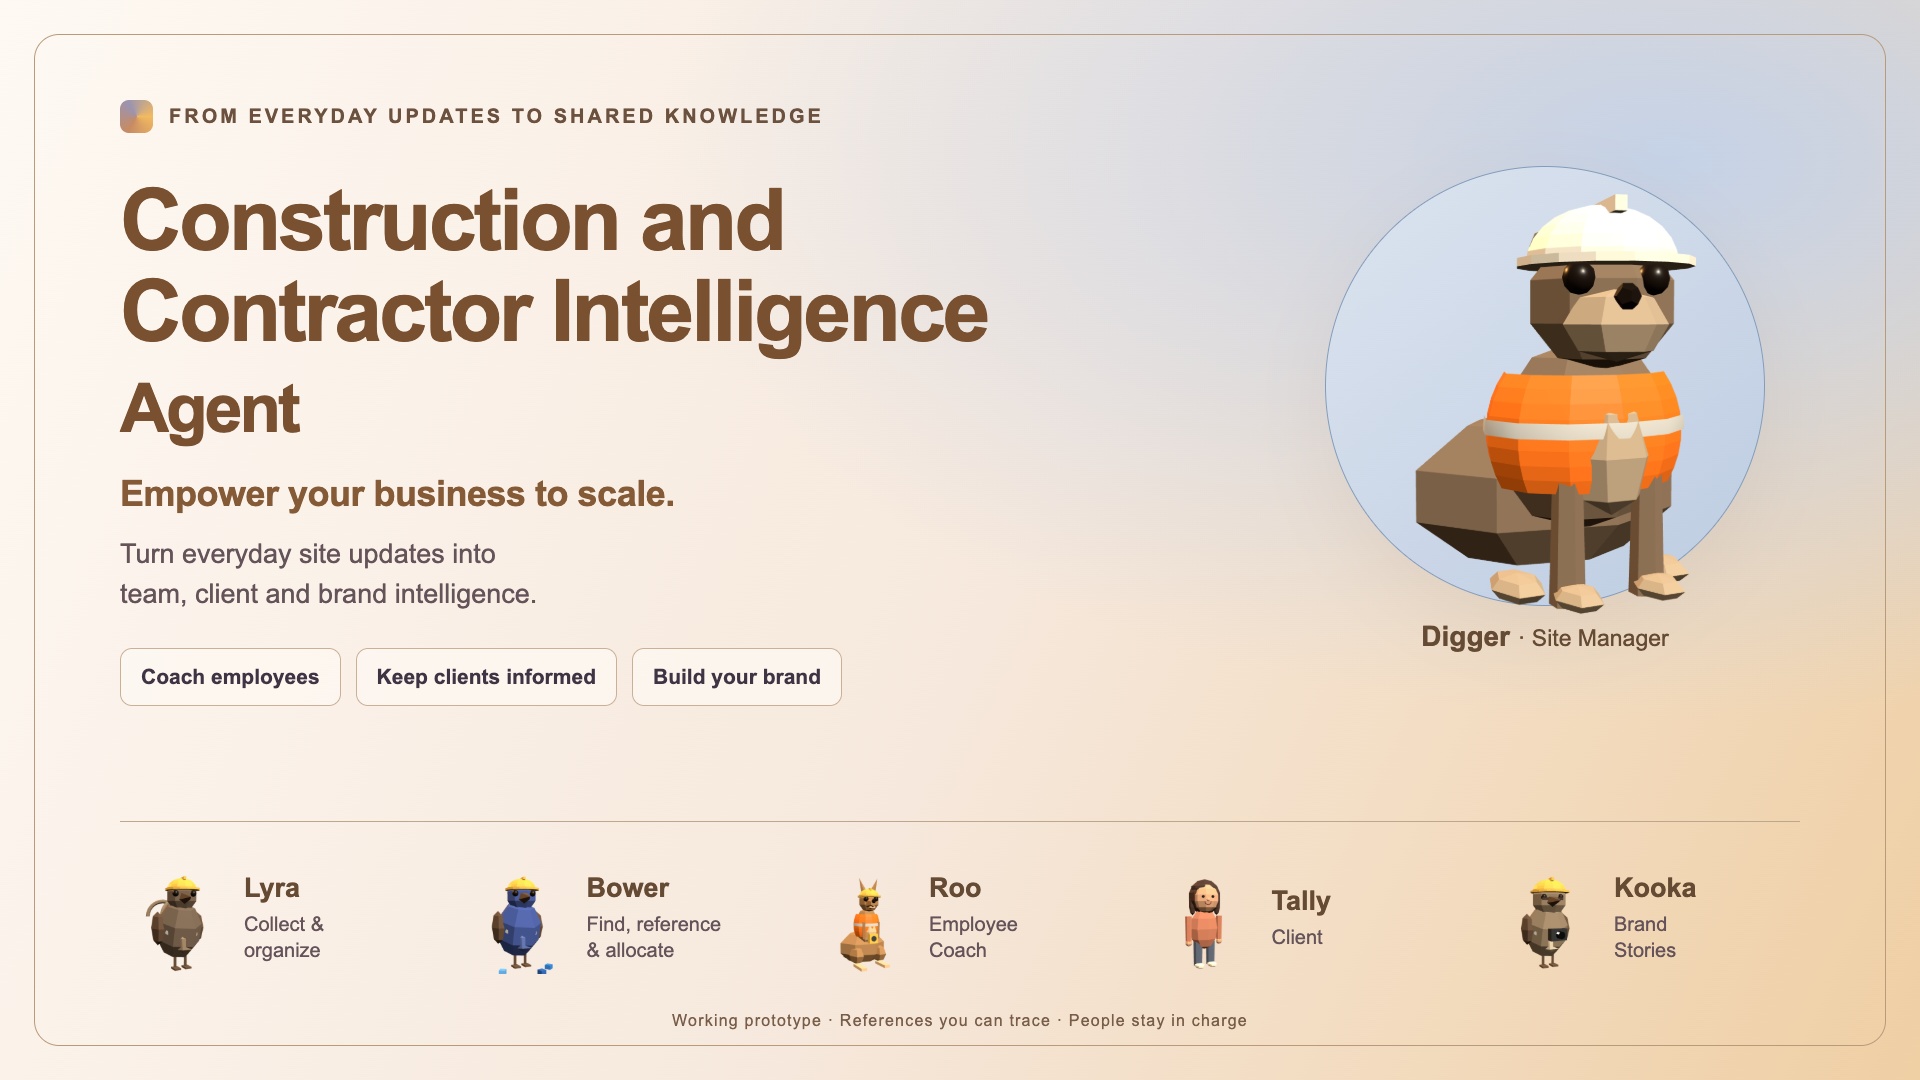 FROM EVERYDAY UPDATES TO SHARED KNOWLEDGE
Construction and
Contractor Intelligence
Agent
Empower your business to scale.
Turn everyday site updates into
team, client and brand intelligence.
Coach employees
Keep clients informed
Build your brand
Digger · Site Manager
Lyra
Collect &
organize
Bower
Find, reference
& allocate
Roo
Employee
Coach
Tally
Client
Kooka
Brand
Stories
Working prototype · References you can trace · People stay in charge